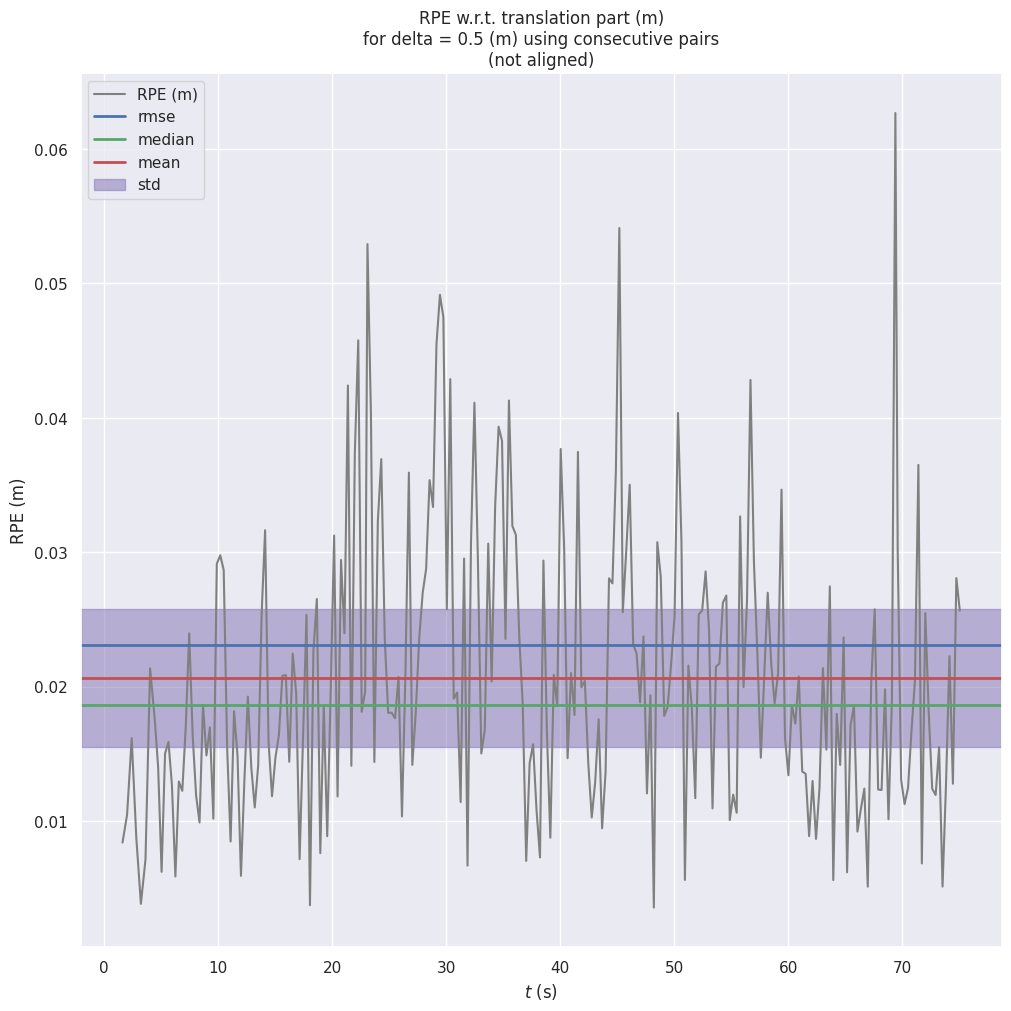 RPE w.r.t. translation part (m)
for delta = 0.5 (m) using consecutive pairs
(not aligned)
RPE (m)
rmse
median
mean
std
RPE (m)
0.06
0.05
0.04
0.03
0.02
0.01
0 10 20 30 40 50 60 70
t (s)